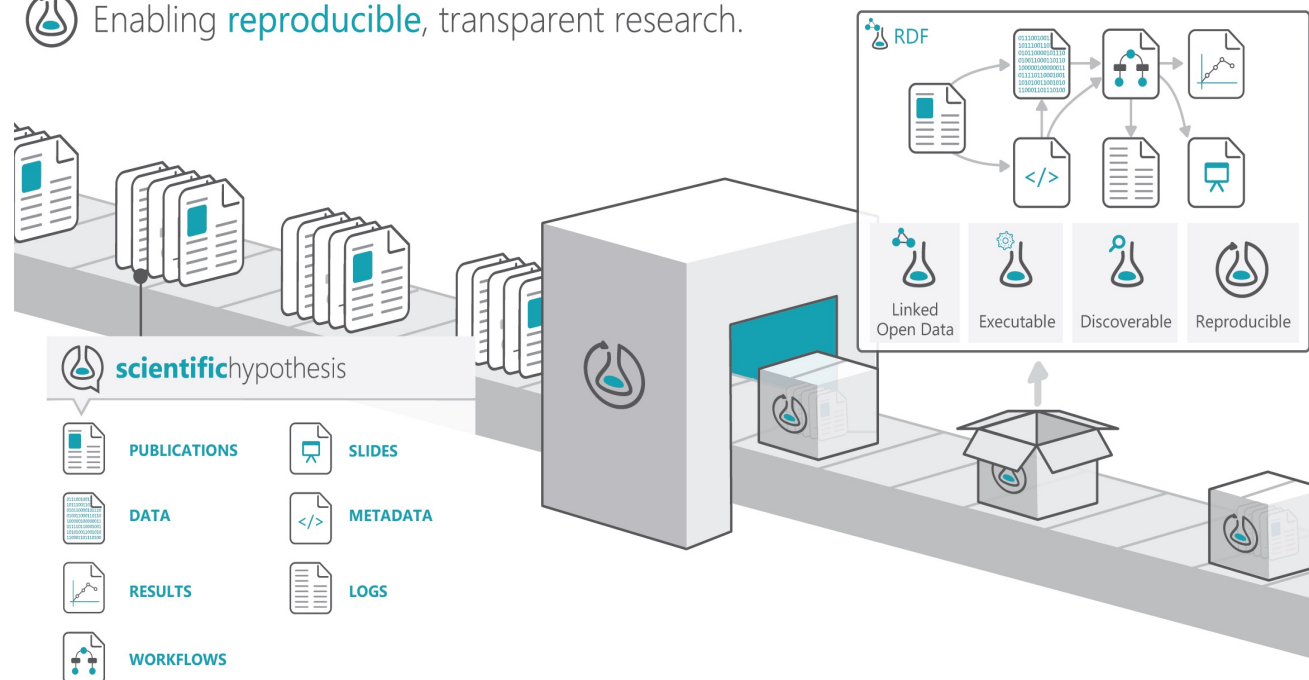 Enabling reproducible, transparent research.
RDF
</>
Linked
Open Data
Executable
Discoverable
Reproducible
scientifichypothesis
PUBLICATIONS
SLIDES
DATA
</>
METADATA
RESULTS
LOGS
WORKFLOWS